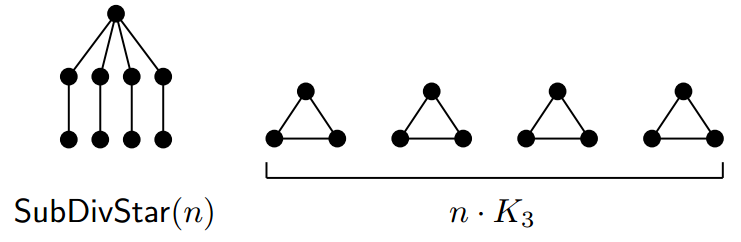 SubDivStar(n)
n · K₃